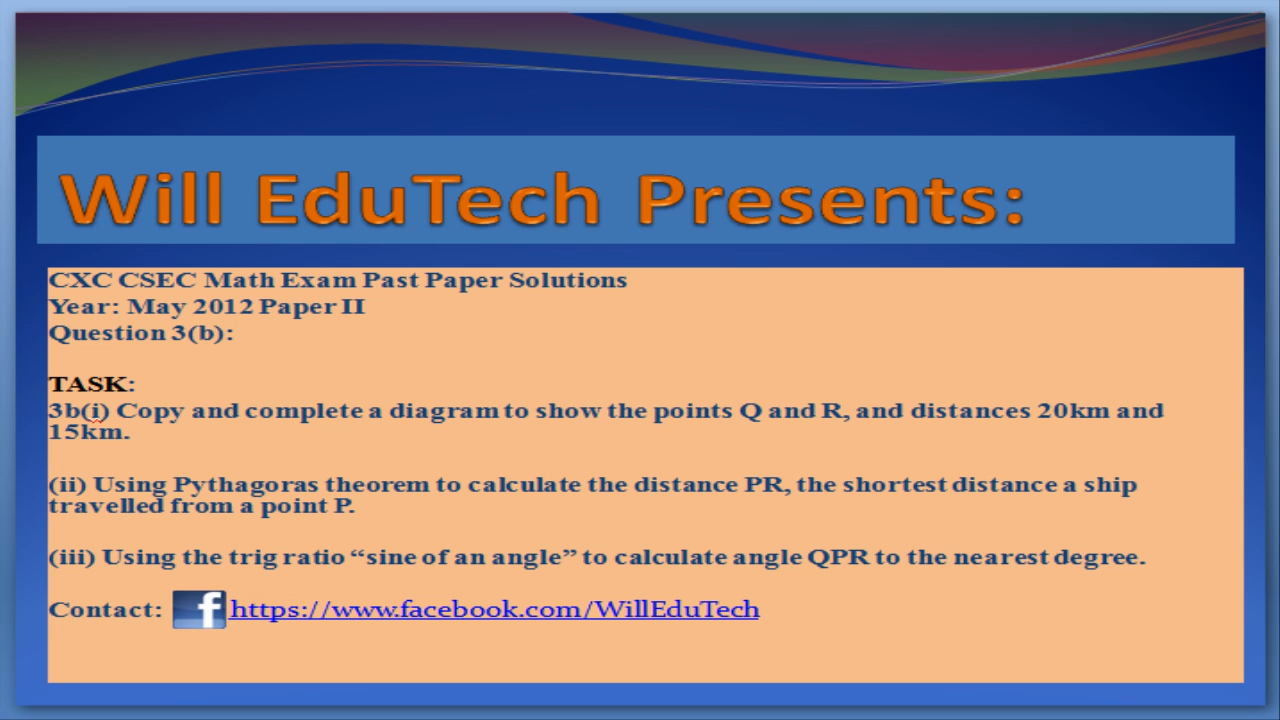 Will EduTech Presents:
CXC CSEC Math Exam Past Paper Solutions
Year: May 2012 Paper II
Question 3(b):
TASK:
3b(i) Copy and complete a diagram to show the points Q and R, and distances 20km and
15km.
(ii) Using Pythagoras theorem to calculate the distance PR, the shortest distance a ship
travelled from a point P.
(iii) Using the trig ratio “sine of an angle” to calculate angle QPR to the nearest degree.
Contact: f https://www.facebook.com/WillEduTech